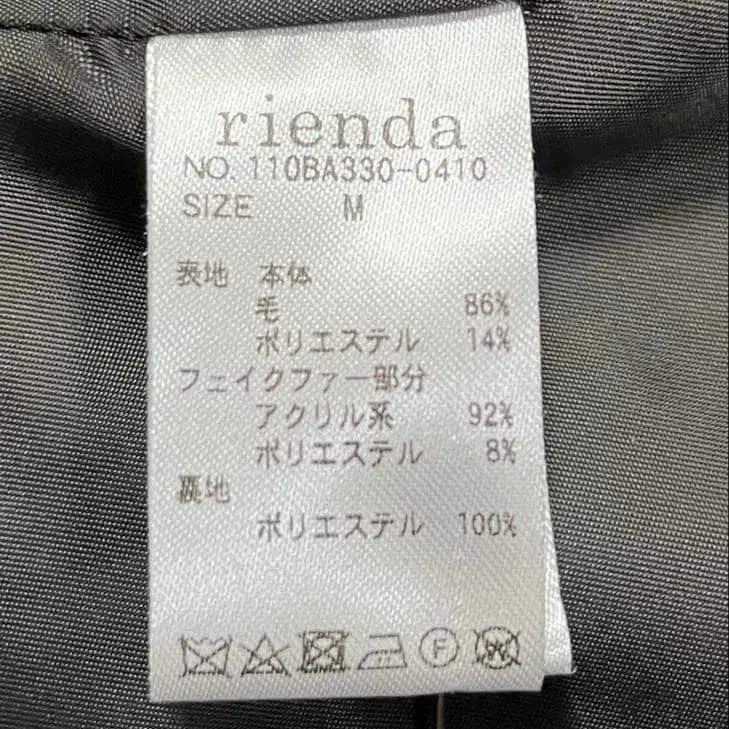 rienda
NO. 110BA330-0410
SIZE M
表地 本体
毛 86%
ポリエステル 14%
フェイクファー部分
アクリル系 92%
ポリエステル 8%
裏地
ポリエステル 100%
F W